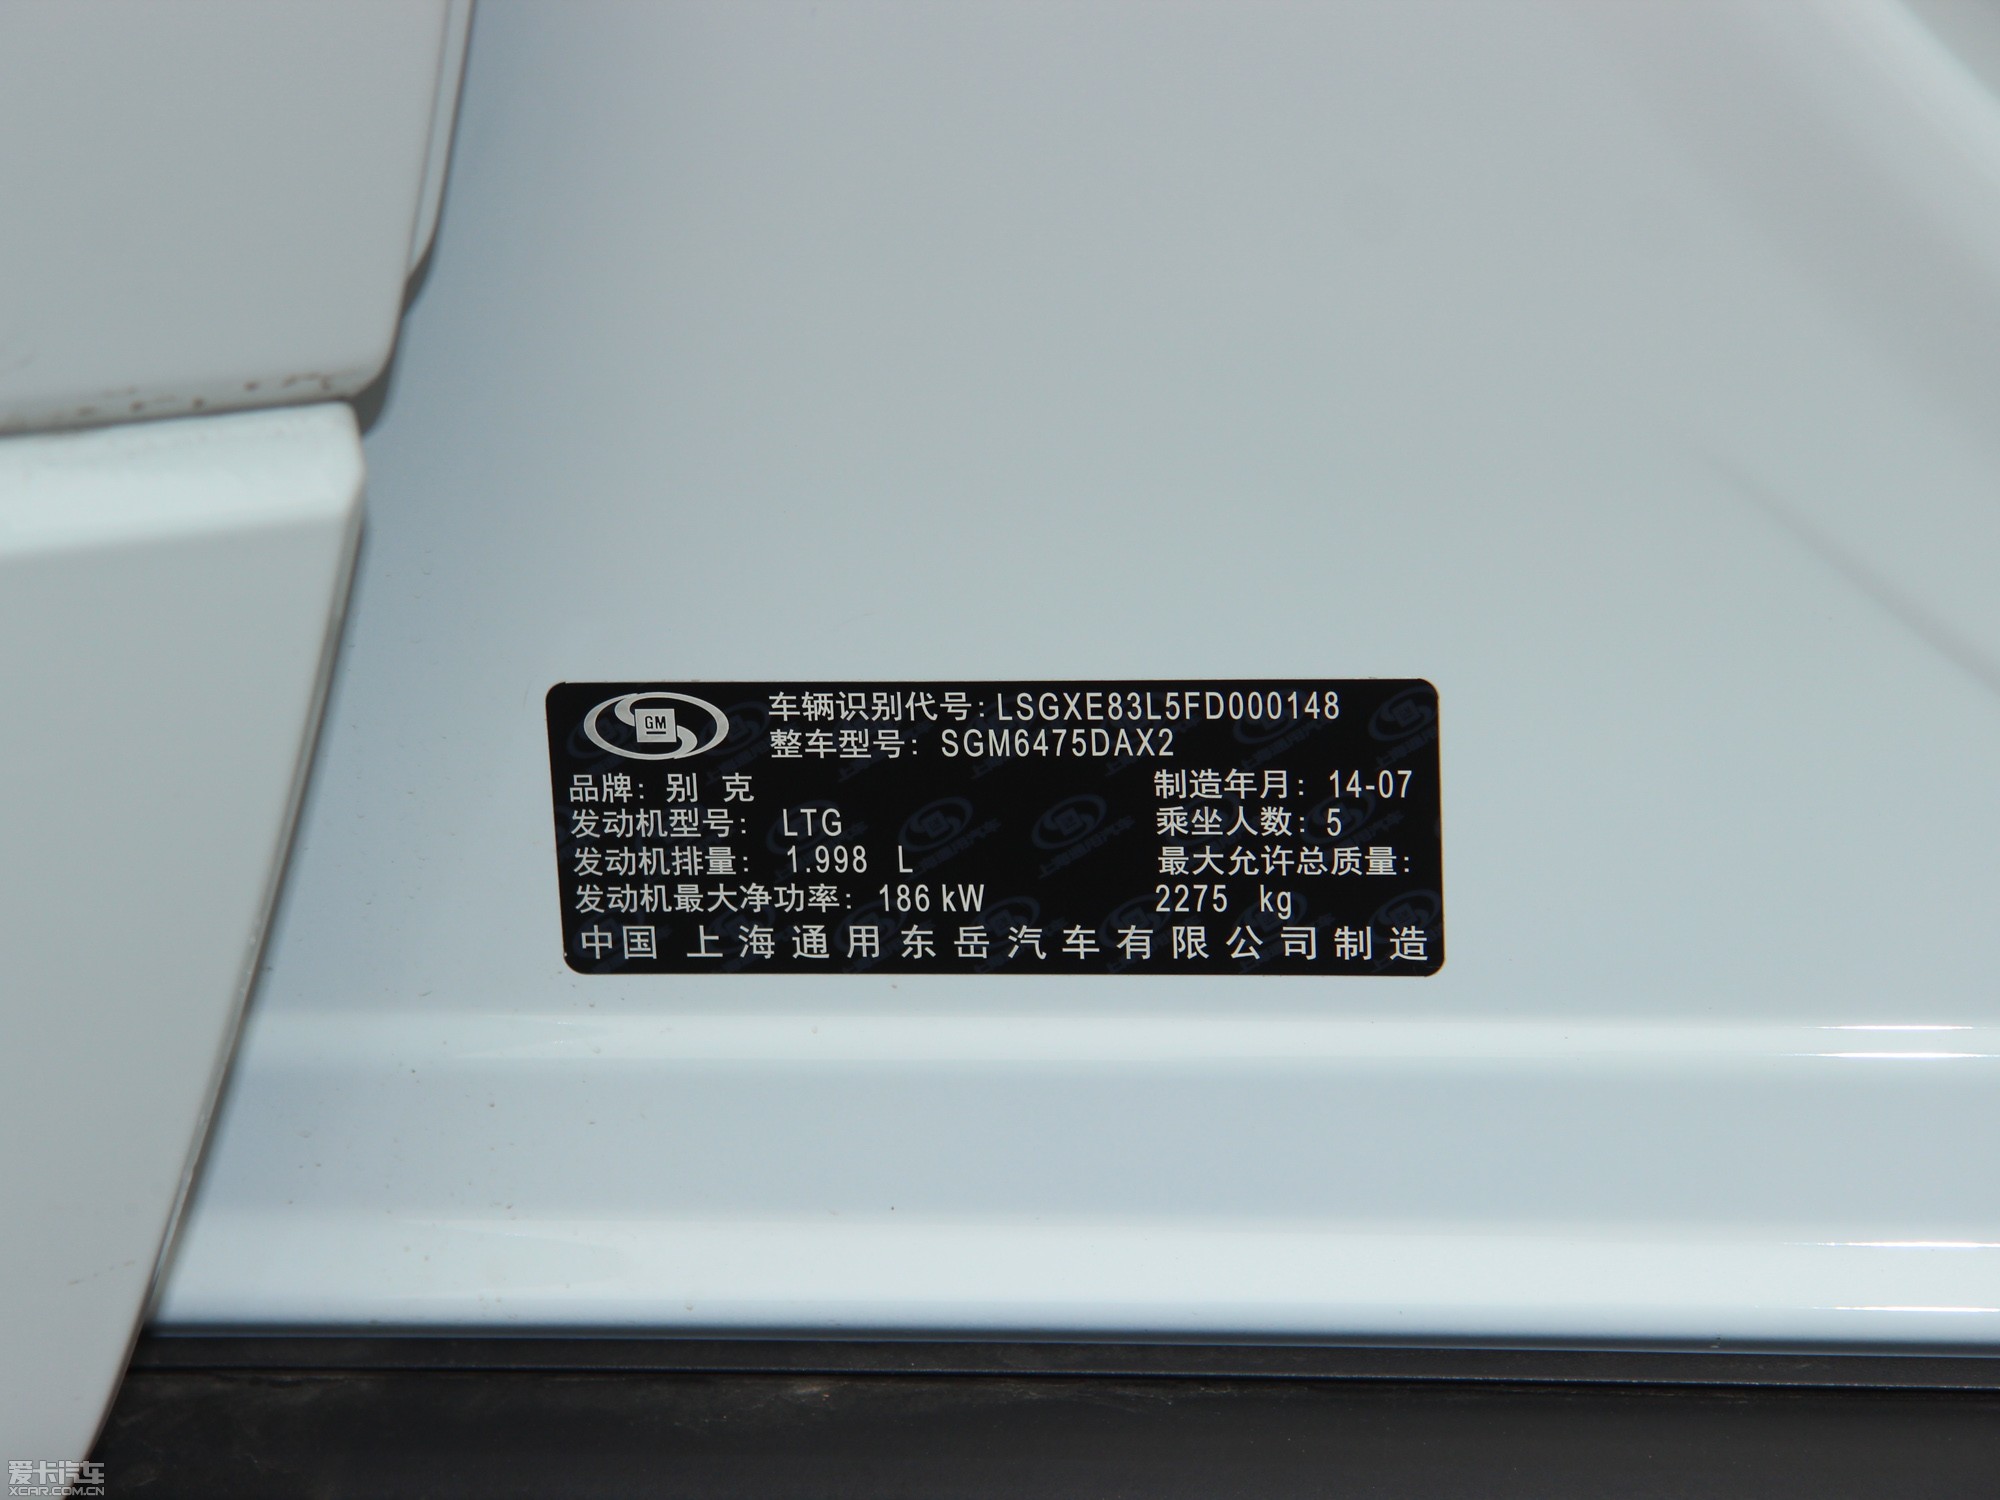 GM
车辆识别代号: LSGXE83L5FD000148
整车型号: SGM6475DAX2
品牌: 别 克
制造年月: 14-07
发动机型号: LTG
乘坐人数: 5
发动机排量: 1.998 L
最大允许总质量:
发动机最大净功率: 186 kW
2275 kg
中国 上海通用东岳汽车有限公司制造
爱卡汽车
XCAR.COM.CN